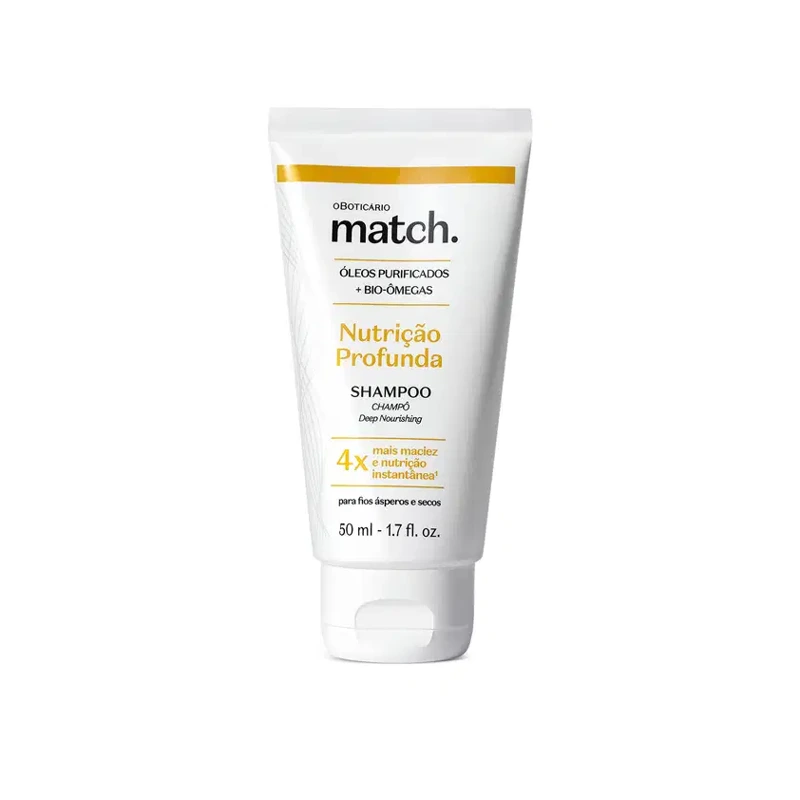 oBoticário
match.
ÓLEOS PURIFICADOS
+ BIO-ÔMEGAS
Nutrição
Profunda
SHAMPOO
CHAMPÔ
Deep Nourishing
4x mais maciez
e nutrição
instantânea¹
para fios ásperos e secos
50 ml - 1.7 fl. oz.